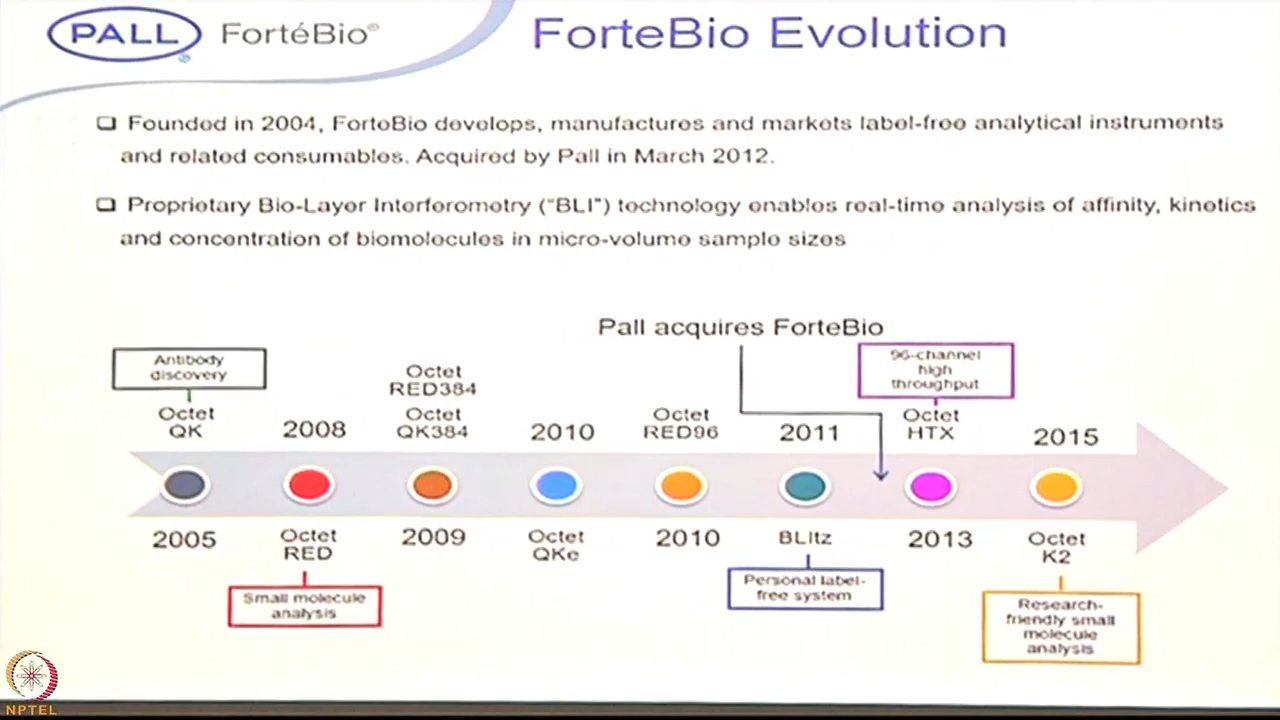 PALL FortéBio®
ForteBio Evolution
❑ Founded in 2004, ForteBio develops, manufactures and markets label-free analytical instruments
and related consumables. Acquired by Pall in March 2012.
❑ Proprietary Bio-Layer Interferometry ("BLI") technology enables real-time analysis of affinity, kinetics
and concentration of biomolecules in micro-volume sample sizes
Pall acquires ForteBio
Antibody
discovery
Octet
QK
2005
2008
Octet
RED
Small molecule
analysis
Octet
RED384
Octet
QK384
2009
2010
Octet
QKe
Octet
RED96
2010
2011
BLItz
Personal label-
free system
96-channel
high
throughput
Octet
HTX
2013
2015
Octet
K2
Research-
friendly small
molecule
analysis
NPTEL